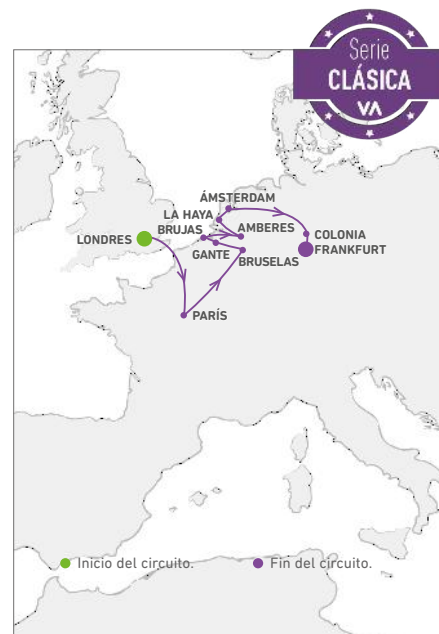 Serie
CLÁSICA
VA
ÁMSTERDAM
LA HAYA
BRUJAS
AMBERES
LONDRES
COLONIA
GANTE
FRANKFURT
BRUSELAS
PARÍS
Inicio del circuito.
Fin del circuito.